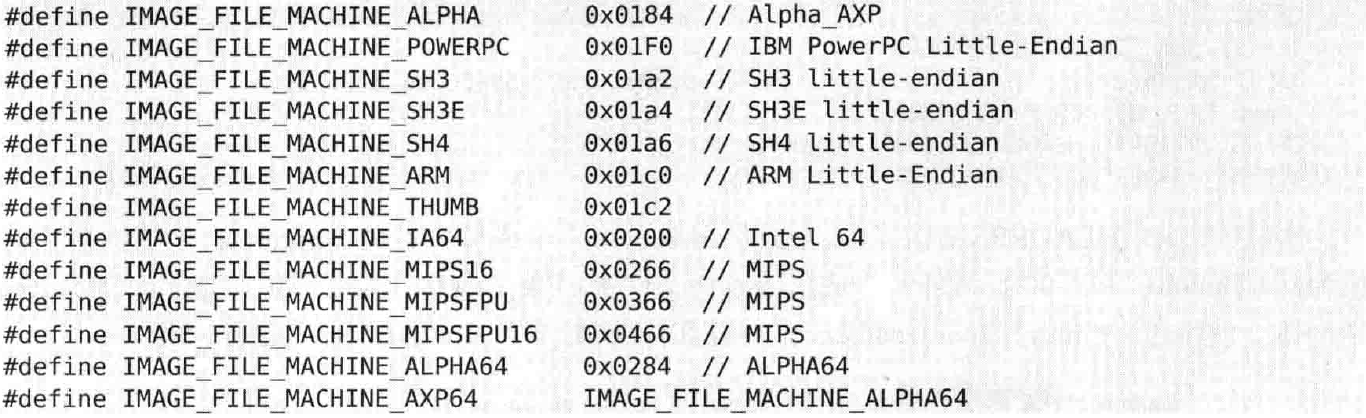 #define IMAGE_FILE_MACHINE_ALPHA 0x0184 // Alpha_AXP
#define IMAGE_FILE_MACHINE_POWERPC 0x01F0 // IBM PowerPC Little-Endian
#define IMAGE_FILE_MACHINE_SH3 0x01a2 // SH3 little-endian
#define IMAGE_FILE_MACHINE_SH3E 0x01a4 // SH3E little-endian
#define IMAGE_FILE_MACHINE_SH4 0x01a6 // SH4 little-endian
#define IMAGE_FILE_MACHINE_ARM 0x01c0 // ARM Little-Endian
#define IMAGE_FILE_MACHINE_THUMB 0x01c2
#define IMAGE_FILE_MACHINE_IA64 0x0200 // Intel 64
#define IMAGE_FILE_MACHINE_MIPS16 0x0266 // MIPS
#define IMAGE_FILE_MACHINE_MIPSFPU 0x0366 // MIPS
#define IMAGE_FILE_MACHINE_MIPSFPU16 0x0466 // MIPS
#define IMAGE_FILE_MACHINE_ALPHA64 0x0284 // ALPHA64
#define IMAGE_FILE_MACHINE_AXP64 IMAGE_FILE_MACHINE_ALPHA64